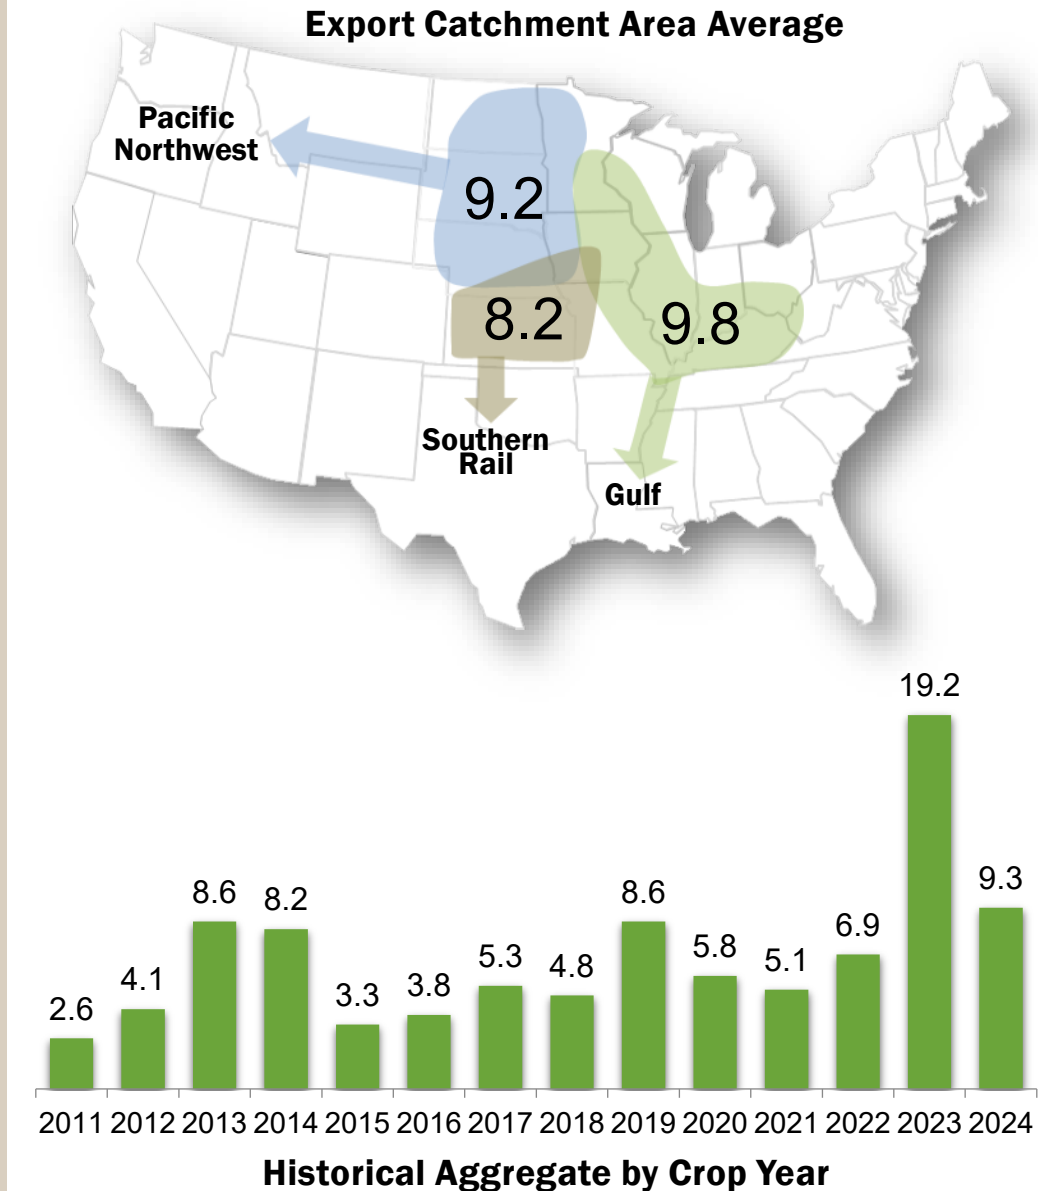 Export Catchment Area Average
Pacific
Northwest
9.2
8.2
9.8
Southern
Rail
Gulf
19.2
8.6
8.2
8.6
9.3
6.9
5.3
4.8
5.8
5.1
4.1
3.3
3.8
2.6
2011 2012 2013 2014 2015 2016 2017 2018 2019 2020 2021 2022 2023 2024
Historical Aggregate by Crop Year